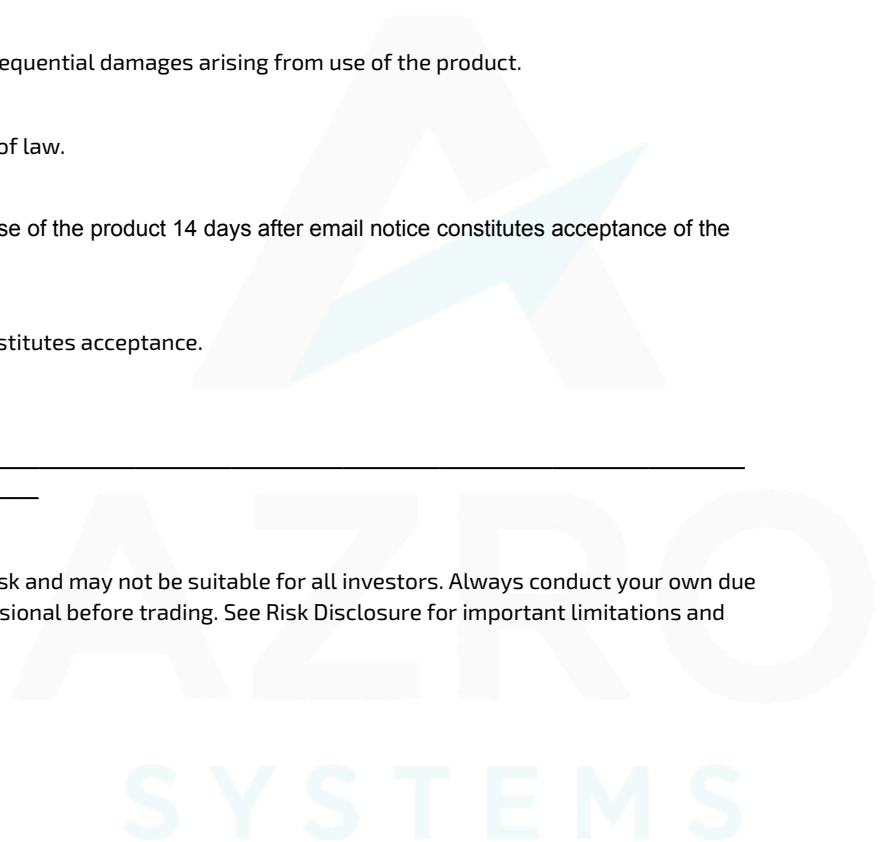 equential damages arising from use of the product.
of law.
se of the product 14 days after email notice constitutes acceptance of the
stitutes acceptance.
sk and may not be suitable for all investors. Always conduct your own due
sional before trading. See Risk Disclosure for important limitations and
AZRO
SYSTEMS